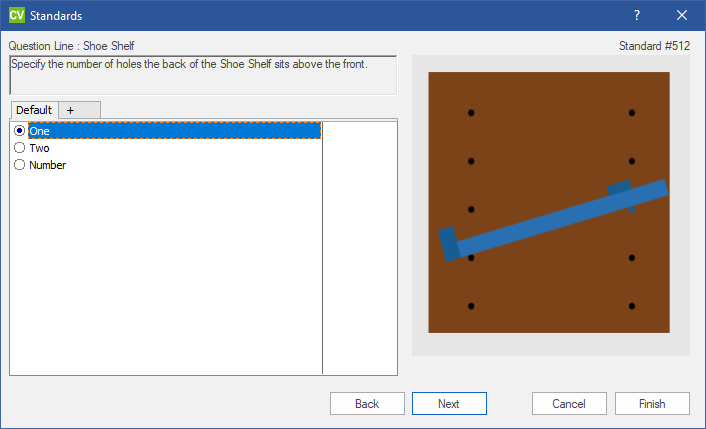 CV Standards
?
Question Line : Shoe Shelf
Standard #512
Specify the number of holes the back of the Shoe Shelf sits above the front.
Default
+
One
Two
Number
Back
Next
Cancel
Finish